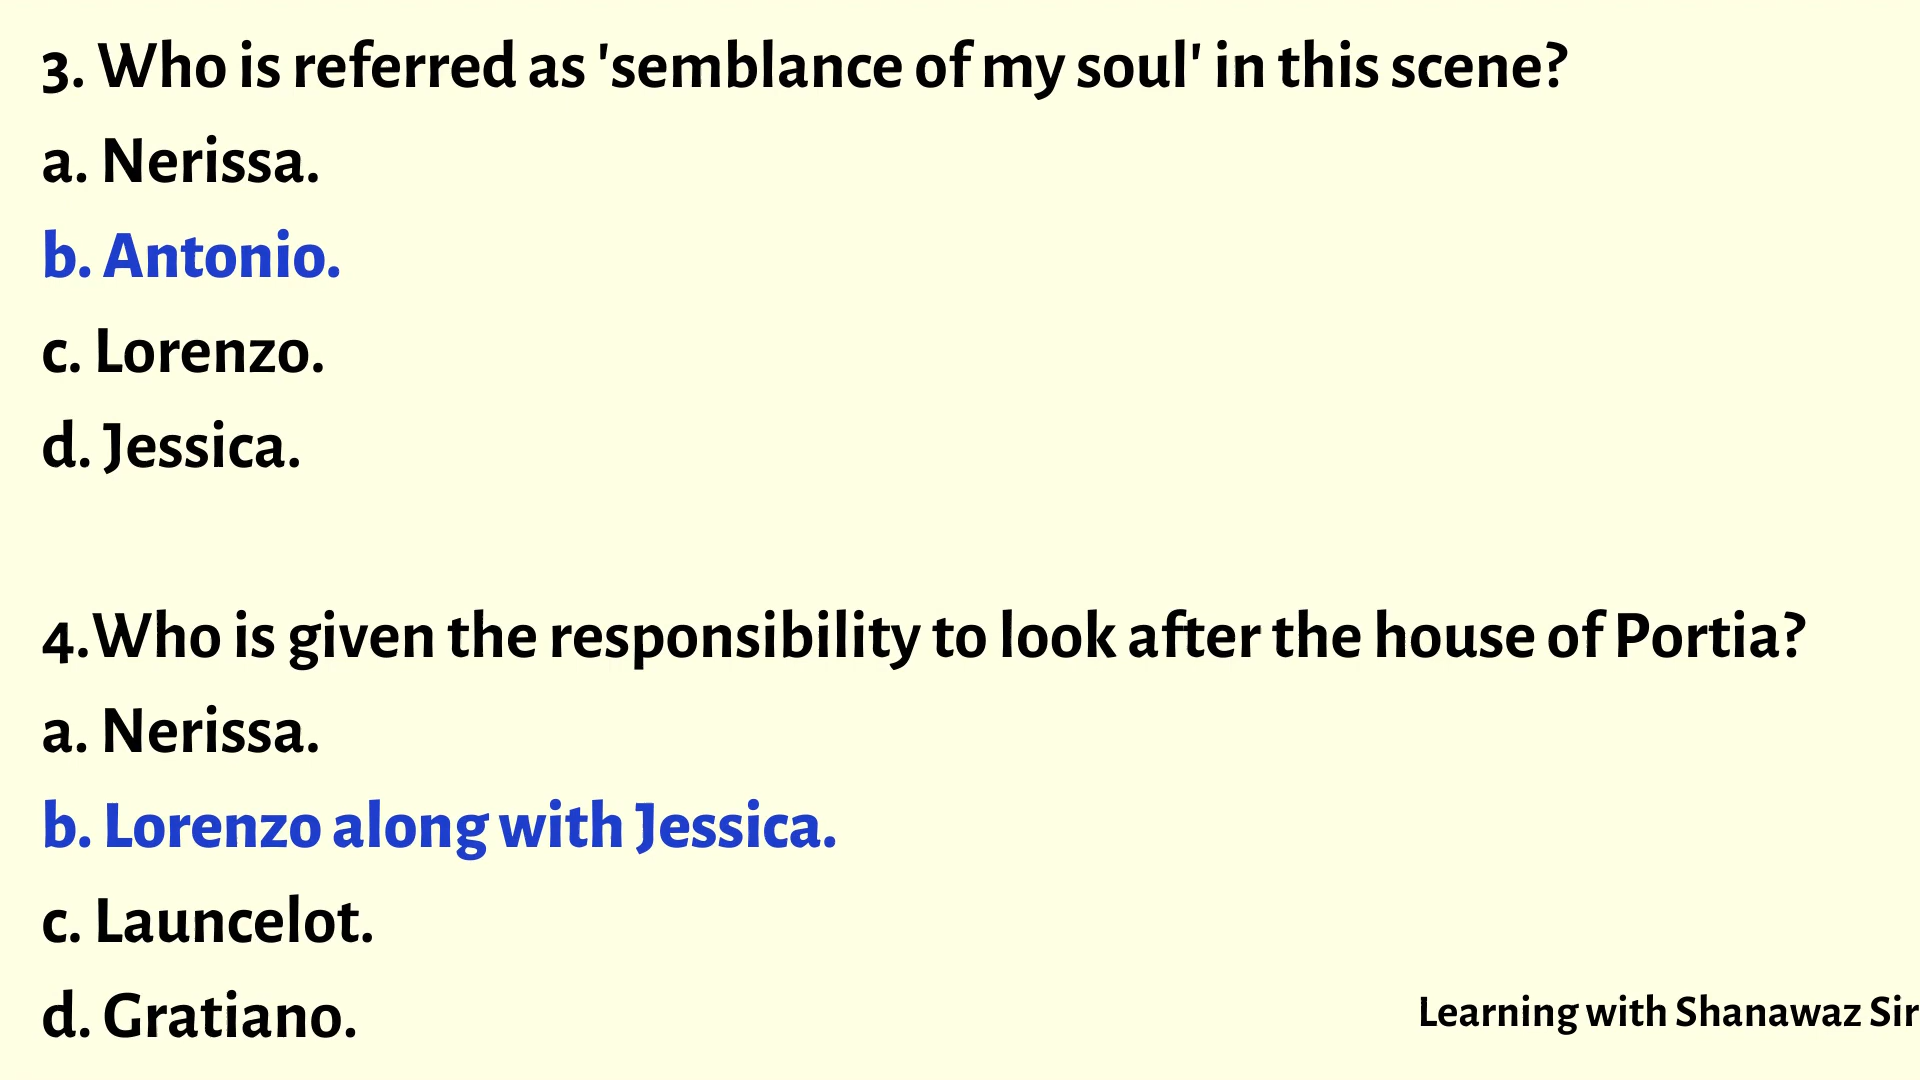 3. Who is referred as 'semblance of my soul' in this scene?
a. Nerissa.
b. Antonio.
c. Lorenzo.
d. Jessica.
4.Who is given the responsibility to look after the house of Portia?
a. Nerissa.
b. Lorenzo along with Jessica.
c. Launcelot.
d. Gratiano.
Learning with Shanawaz Sir